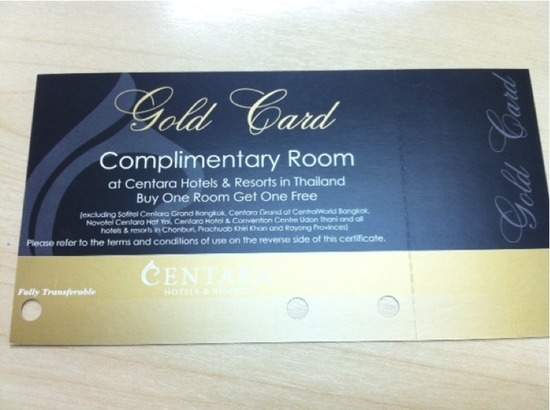 Gold Card
Complimentary Room
at Centara Hotels & Resorts in Thailand
Buy One Room Get One Free
(excluding Sofitel Centara Grand Bangkok, Centara Grand at CentralWorld Bangkok,
Novotel Centara Hat Yai, Centara Hotel & Convention Centre Udon Thani and all
hotels & resorts in Chonburi, Prachuab Khiri Khan and Rayong Provinces)
Please refer to the terms and conditions of use on the reverse side of this certificate.
CENTARA
HOTELS & RESORTS
Fully Transferable
Gold Card